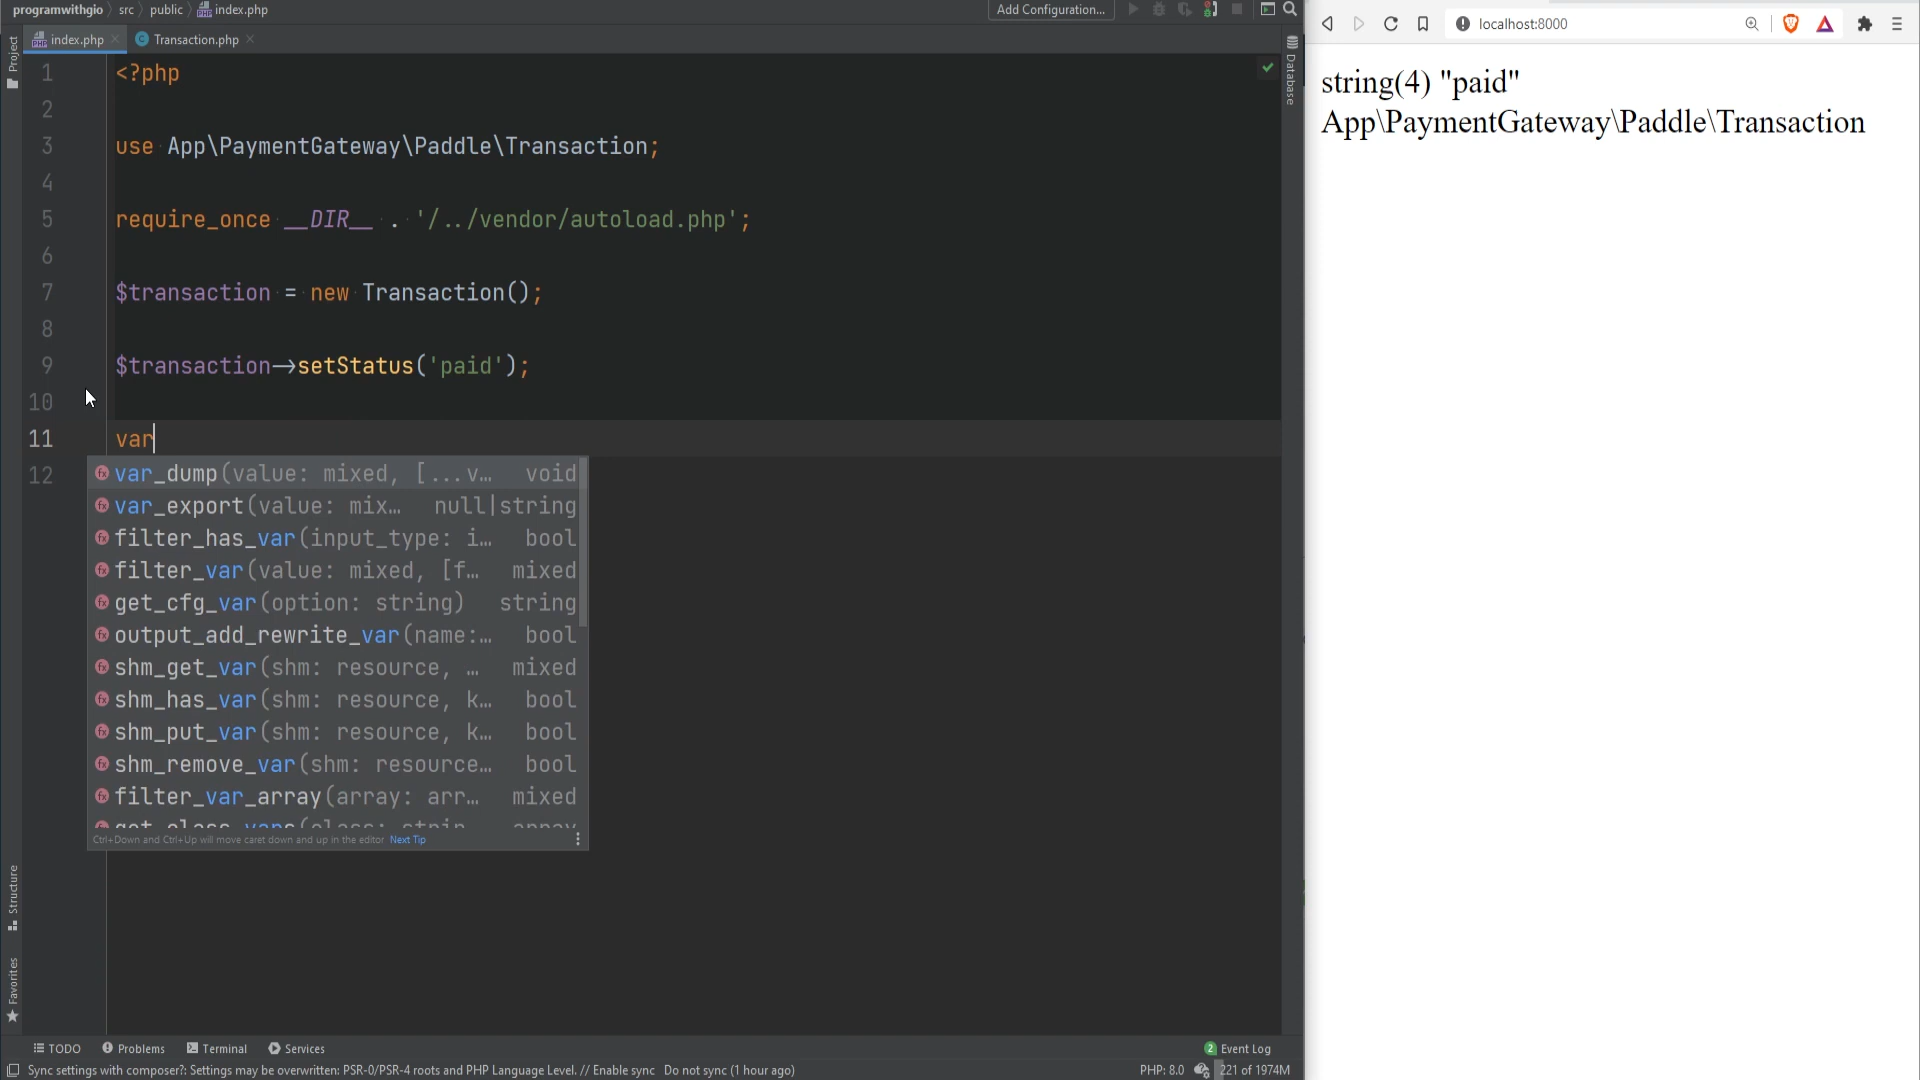 programwithgio src public index.php
Add Configuration...
index.php Transaction.php
localhost:8000
Project
Database
1 <?php
2
3 use App\PaymentGateway\Paddle\Transaction;
4
5 require_once __DIR__ . '/../vendor/autoload.php';
6
7 $transaction = new Transaction();
8
9 $transaction->setStatus('paid');
10
11 var
12
var_dump(value: mixed, [...v... void
var_export(value: mix... null|string
filter_has_var(input_type: i... bool
filter_var(value: mixed, [f... mixed
get_cfg_var(option: string) string
output_add_rewrite_var(name:... bool
shm_get_var(shm: resource, ... mixed
shm_has_var(shm: resource, k... bool
shm_put_var(shm: resource, k... bool
shm_remove_var(shm: resource... bool
filter_var_array(array: arr... mixed
Ctrl+Down and Ctrl+Up will move caret down and up in the editor Next Tip
Structure
Favorites
TODO Problems Terminal Services
2 Event Log
Sync settings with composer?: Settings may be overwritten: PSR-0/PSR-4 roots and PHP Language Level. // Enable sync Do not sync (1 hour ago)
PHP: 8.0 221 of 1974M
string(4) "paid"
App\PaymentGateway\Paddle\Transaction